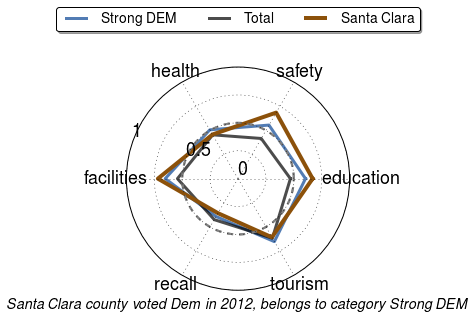 Strong DEM Total Santa Clara
health safety
1
0.5
0
facilities education
recall tourism
Santa Clara county voted Dem in 2012, belongs to category Strong DEM